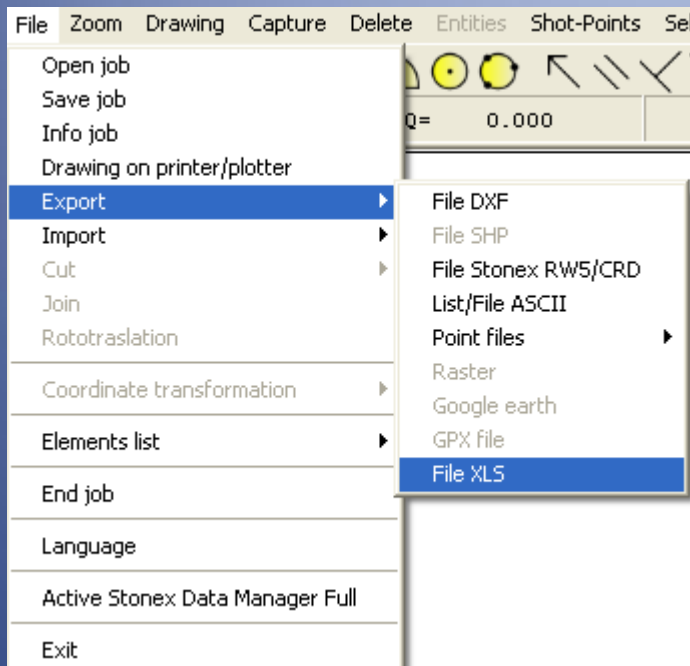 File Zoom Drawing Capture Delete Entities Shot-Points Se
Q= 0.000
Open job
Save job
Info job
Drawing on printer/plotter
Export
Import
Cut
Join
Rototraslation
Coordinate transformation
Elements list
End job
Language
Active Stonex Data Manager Full
Exit
File DXF
File SHP
File Stonex RW5/CRD
List/File ASCII
Point files
Raster
Google earth
GPX file
File XLS